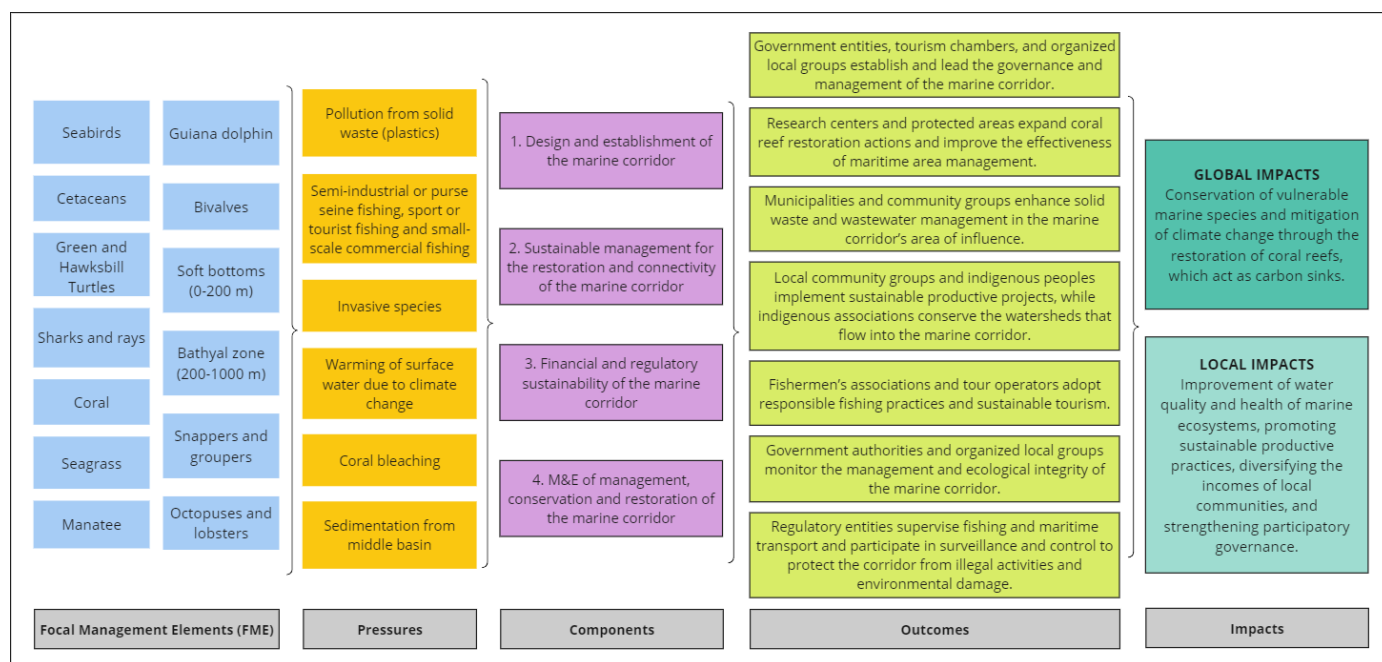 Seabirds
Cetaceans
Green and
Hawksbill
Turtles
Sharks and rays
Coral
Seagrass
Manatee
Guiana dolphin
Bivalves
Soft bottoms
(0-200 m)
Bathyal zone
(200-1000 m)
Snappers and
groupers
Octopuses and
lobsters
Focal Management Elements (FME)
Pollution from solid
waste (plastics)
Semi-industrial or purse
seine fishing, sport or
tourist fishing and small-
scale commercial fishing
Invasive species
Warming of surface
water due to climate
change
Coral bleaching
Sedimentation from
middle basin
Pressures
1. Design and establishment of
the marine corridor
2. Sustainable management for
the restoration and connectivity
of the marine corridor
3. Financial and regulatory
sustainability of the marine
corridor
4. M&E of management,
conservation and restoration of
the marine corridor
Components
Government entities, tourism chambers, and organized
local groups establish and lead the governance and
management of the marine corridor.
Research centers and protected areas expand coral
reef restoration actions and improve the effectiveness
of maritime area management.
Municipalities and community groups enhance solid
waste and wastewater management in the marine
corridor's area of influence.
Local community groups and indigenous peoples
implement sustainable productive projects, while
indigenous associations conserve the watersheds that
flow into the marine corridor.
Fishermen's associations and tour operators adopt
responsible fishing practices and sustainable tourism.
Government authorities and organized local groups
monitor the management and ecological integrity of
the marine corridor.
Regulatory entities supervise fishing and maritime
transport and participate in surveillance and control to
protect the corridor from illegal activities and
environmental damage.
Outcomes
GLOBAL IMPACTS
Conservation of vulnerable
marine species and mitigation
of climate change through the
restoration of coral reefs,
which act as carbon sinks.
LOCAL IMPACTS
Improvement of water
quality and health of marine
ecosystems, promoting
sustainable productive
practices, diversifying the
incomes of local
communities, and
strengthening participatory
governance.
Impacts